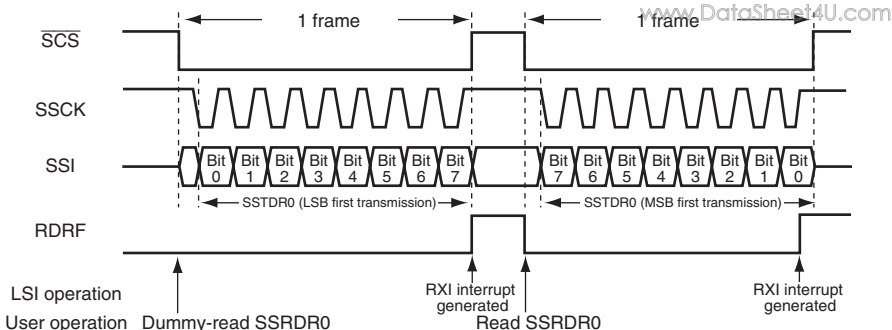 www.DataSheet4U.com
1 frame 1 frame
SCS
SSCK
SSI
Bit 0 Bit 1 Bit 2 Bit 3 Bit 4 Bit 5 Bit 6 Bit 7 Bit 7 Bit 6 Bit 5 Bit 4 Bit 3 Bit 2 Bit 1 Bit 0
SSTDR0 (LSB first transmission) SSTDR0 (MSB first transmission)
RDRF
LSI operation
RXI interrupt generated
RXI interrupt generated
User operation Dummy-read SSRDR0 Read SSRDR0